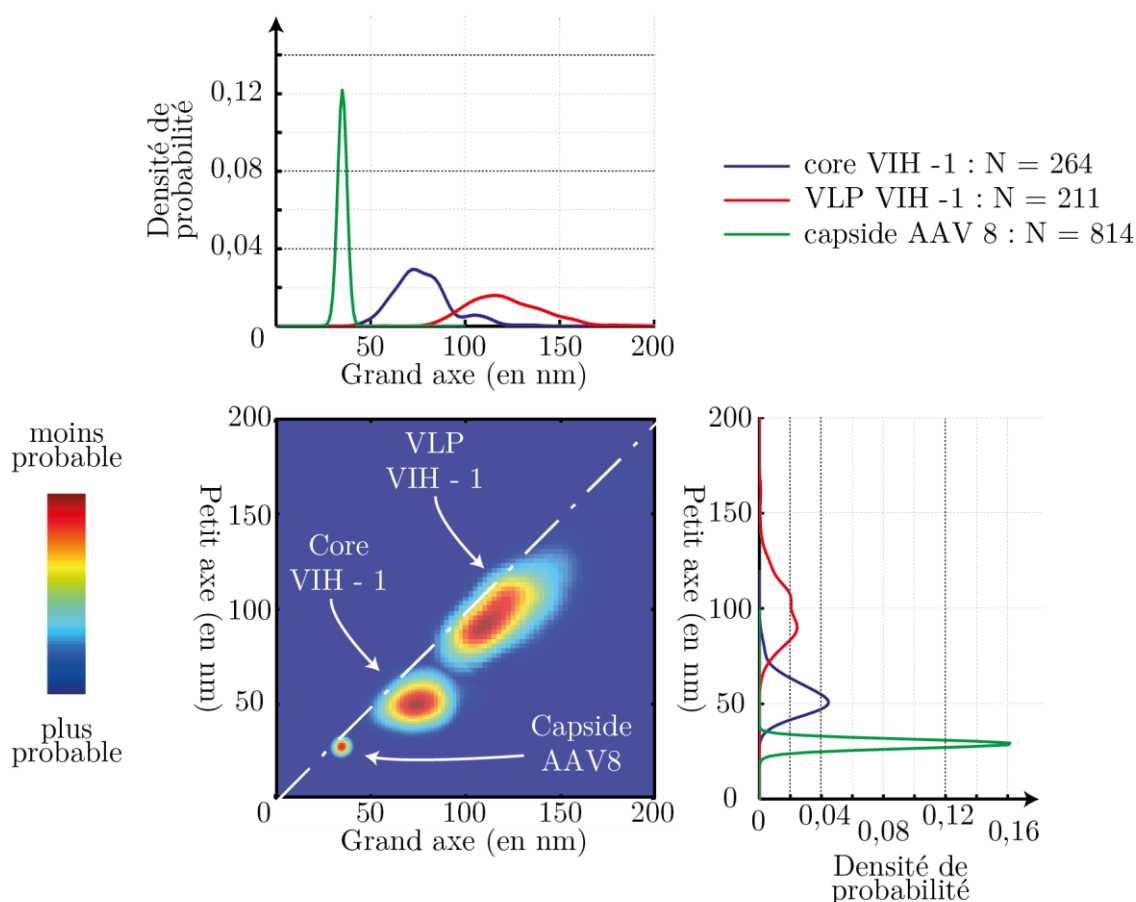 Densité de
probabilité
0,12
0,08
0,04
0
50
100
150
200
Grand axe (en nm)
core VIH -1 : N = 264
VLP VIH -1 : N = 211
capside AAV 8 : N = 814
moins
probable
plus
probable
Petit axe (en nm)
200
150
100
50
0
VLP
VIH - 1
Core
VIH - 1
Capside
AAV8
50
100
150
200
Grand axe (en nm)
Petit axe (en nm)
200
150
100
50
0
0
0,04
0,08
0,12
0,16
Densité de
probabilité